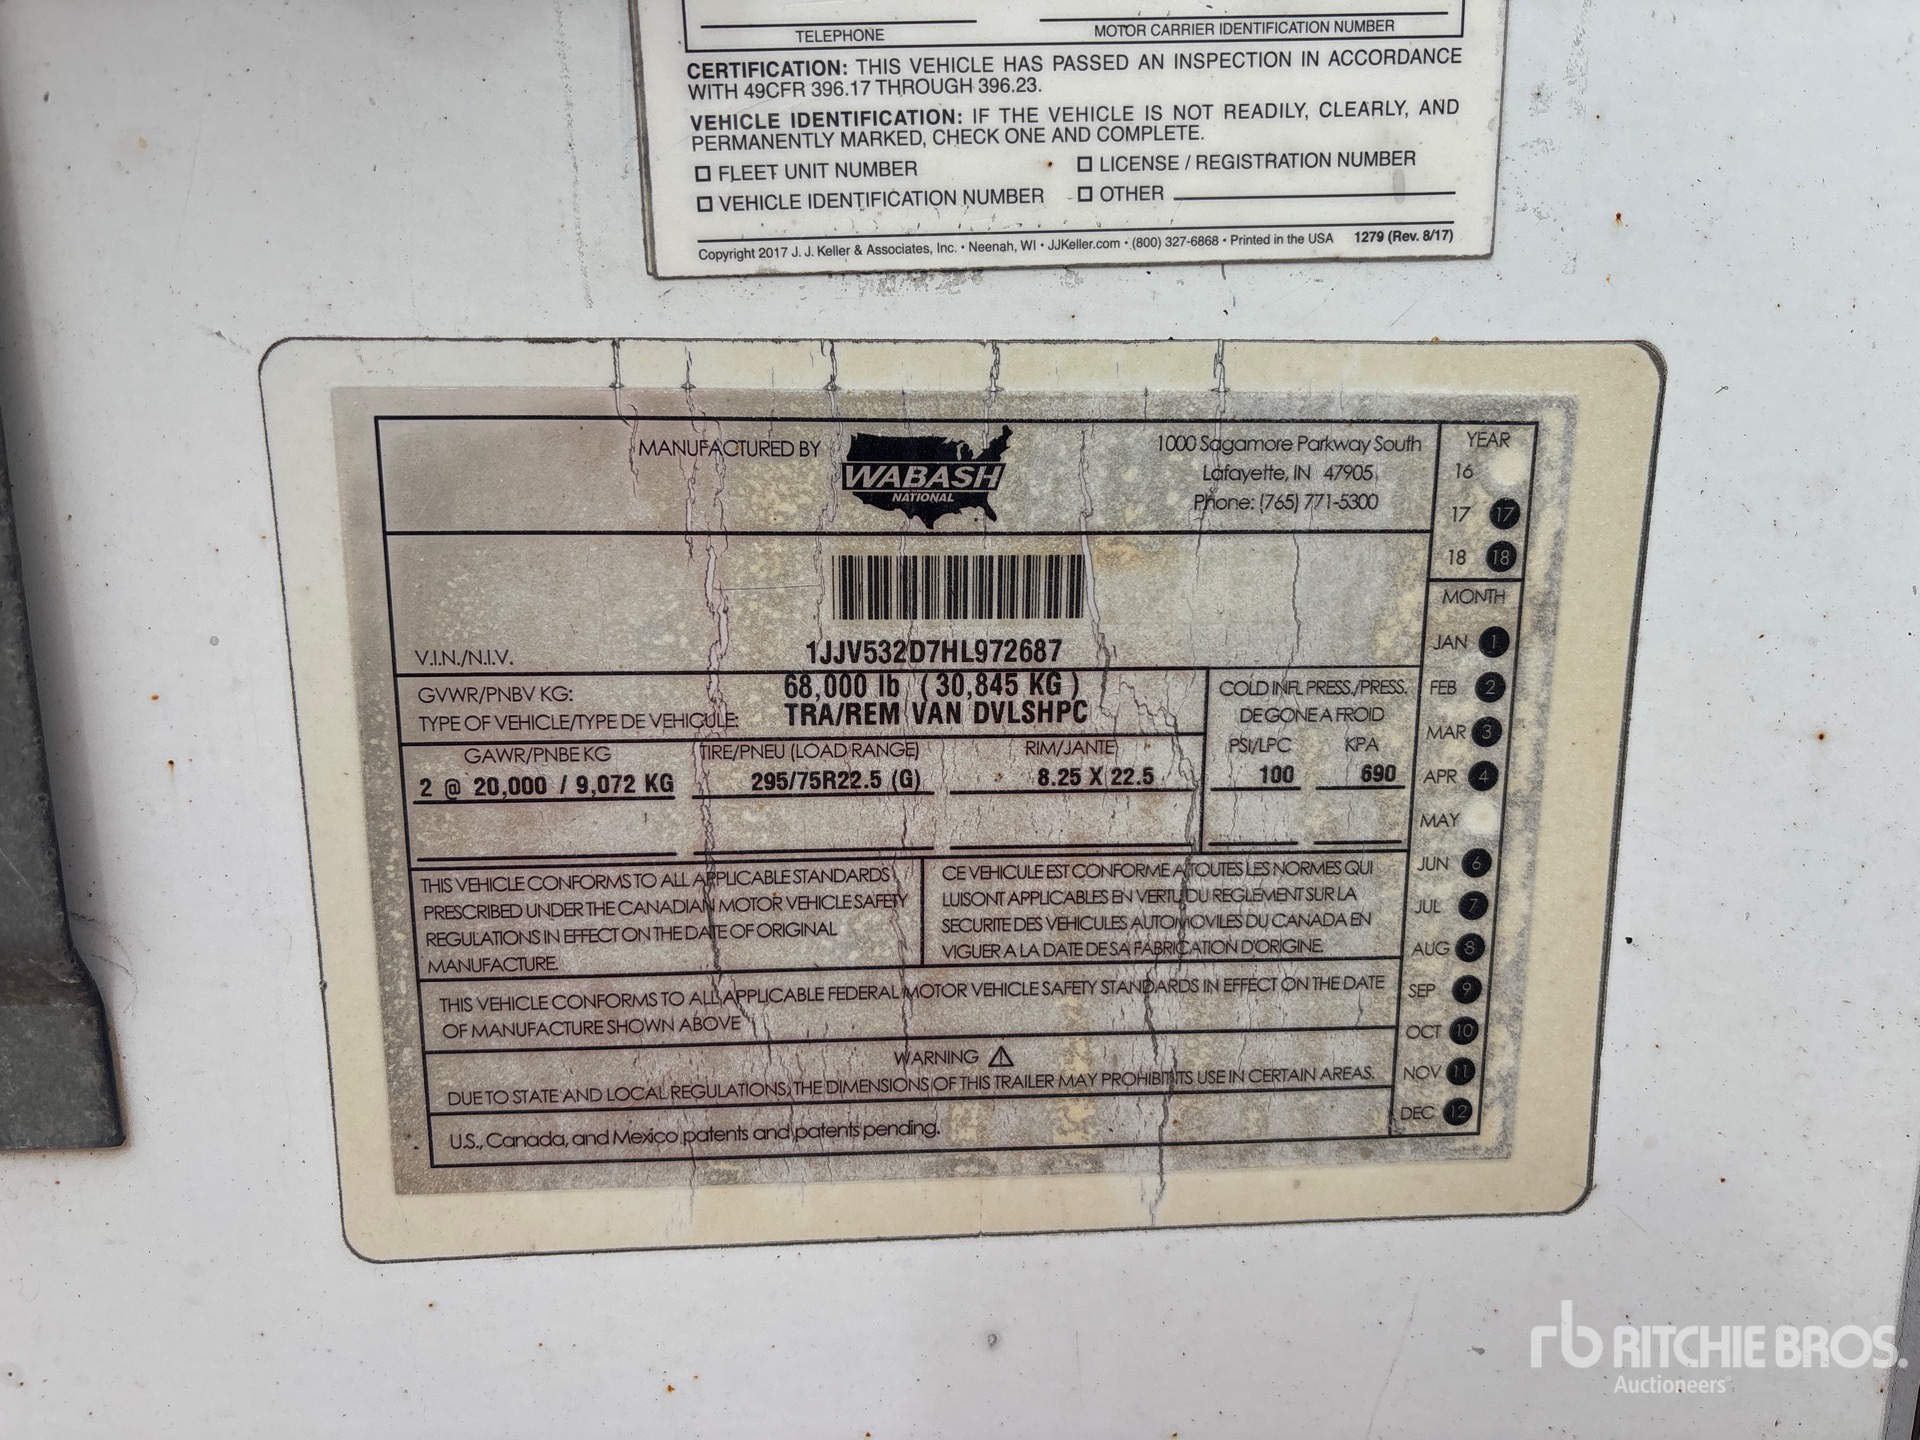 TELEPHONE
MOTOR CARRIER IDENTIFICATION NUMBER
CERTIFICATION: THIS VEHICLE HAS PASSED AN INSPECTION IN ACCORDANCE
WITH 49CFR 396.17 THROUGH 396.23.
VEHICLE IDENTIFICATION: IF THE VEHICLE IS NOT READILY, CLEARLY, AND
PERMANENTLY MARKED, CHECK ONE AND COMPLETE.
FLEET UNIT NUMBER
LICENSE / REGISTRATION NUMBER
VEHICLE IDENTIFICATION NUMBER
OTHER
Copyright 2017 J. J. Keller & Associates, Inc. • Neenah, WI • JJKeller.com • (800) 327-6868 • Printed in the USA 1279 (Rev. 8/17)
MANUFACTURED BY
WABASH
NATIONAL
1000 Sagamore Parkway South
Lafayette, IN 47905
Phone: (765) 771-5300
V.I.N./N.I.V.
1JJV532D7HL972687
GVWR/PNBV KG:
68,000 lb (30,845 KG)
TYPE OF VEHICLE/TYPE DE VEHICULE:
TRA/REM VAN DVLSHPC
COLD INFL PRESS./PRESS.
DE GONE A FROID
GAWR/PNBE KG
TIRE/PNEU (LOAD RANGE)
RIM/JANTE
PSI/LPC
KPA
2 @ 20,000 / 9,072 KG
295/75R22.5 (G)
8.25 X 22.5
100
690
THIS VEHICLE CONFORMS TO ALL APPLICABLE STANDARDS
PRESCRIBED UNDER THE CANADIAN MOTOR VEHICLE SAFETY
REGULATIONS IN EFFECT ON THE DATE OF ORIGINAL
MANUFACTURE.
CE VEHICULE EST CONFORME A TOUTES LES NORMES QUI
LUISONT APPLICABLES EN VERTU DU REGLEMENT SUR LA
SECURITE DES VEHICULES AUTOMOVILES DU CANADA EN
VIGUER A LA DATE DE SA FABRICATION D'ORIGINE.
THIS VEHICLE CONFORMS TO ALL APPLICABLE FEDERAL MOTOR VEHICLE SAFETY STANDARDS IN EFFECT ON THE DATE
OF MANUFACTURE SHOWN ABOVE
WARNING
DUE TO STATE AND LOCAL REGULATIONS, THE DIMENSIONS OF THIS TRAILER MAY PROHIBIT ITS USE IN CERTAIN AREAS.
U.S., Canada, and Mexico patents and patents pending.
YEAR
16
17 17
18 18
MONTH
JAN 1
FEB 2
MAR 3
APR 4
MAY
JUN 6
JUL 7
AUG 8
SEP 9
OCT 10
NOV 11
DEC 12
rb RITCHIE BROS.
Auctioneers